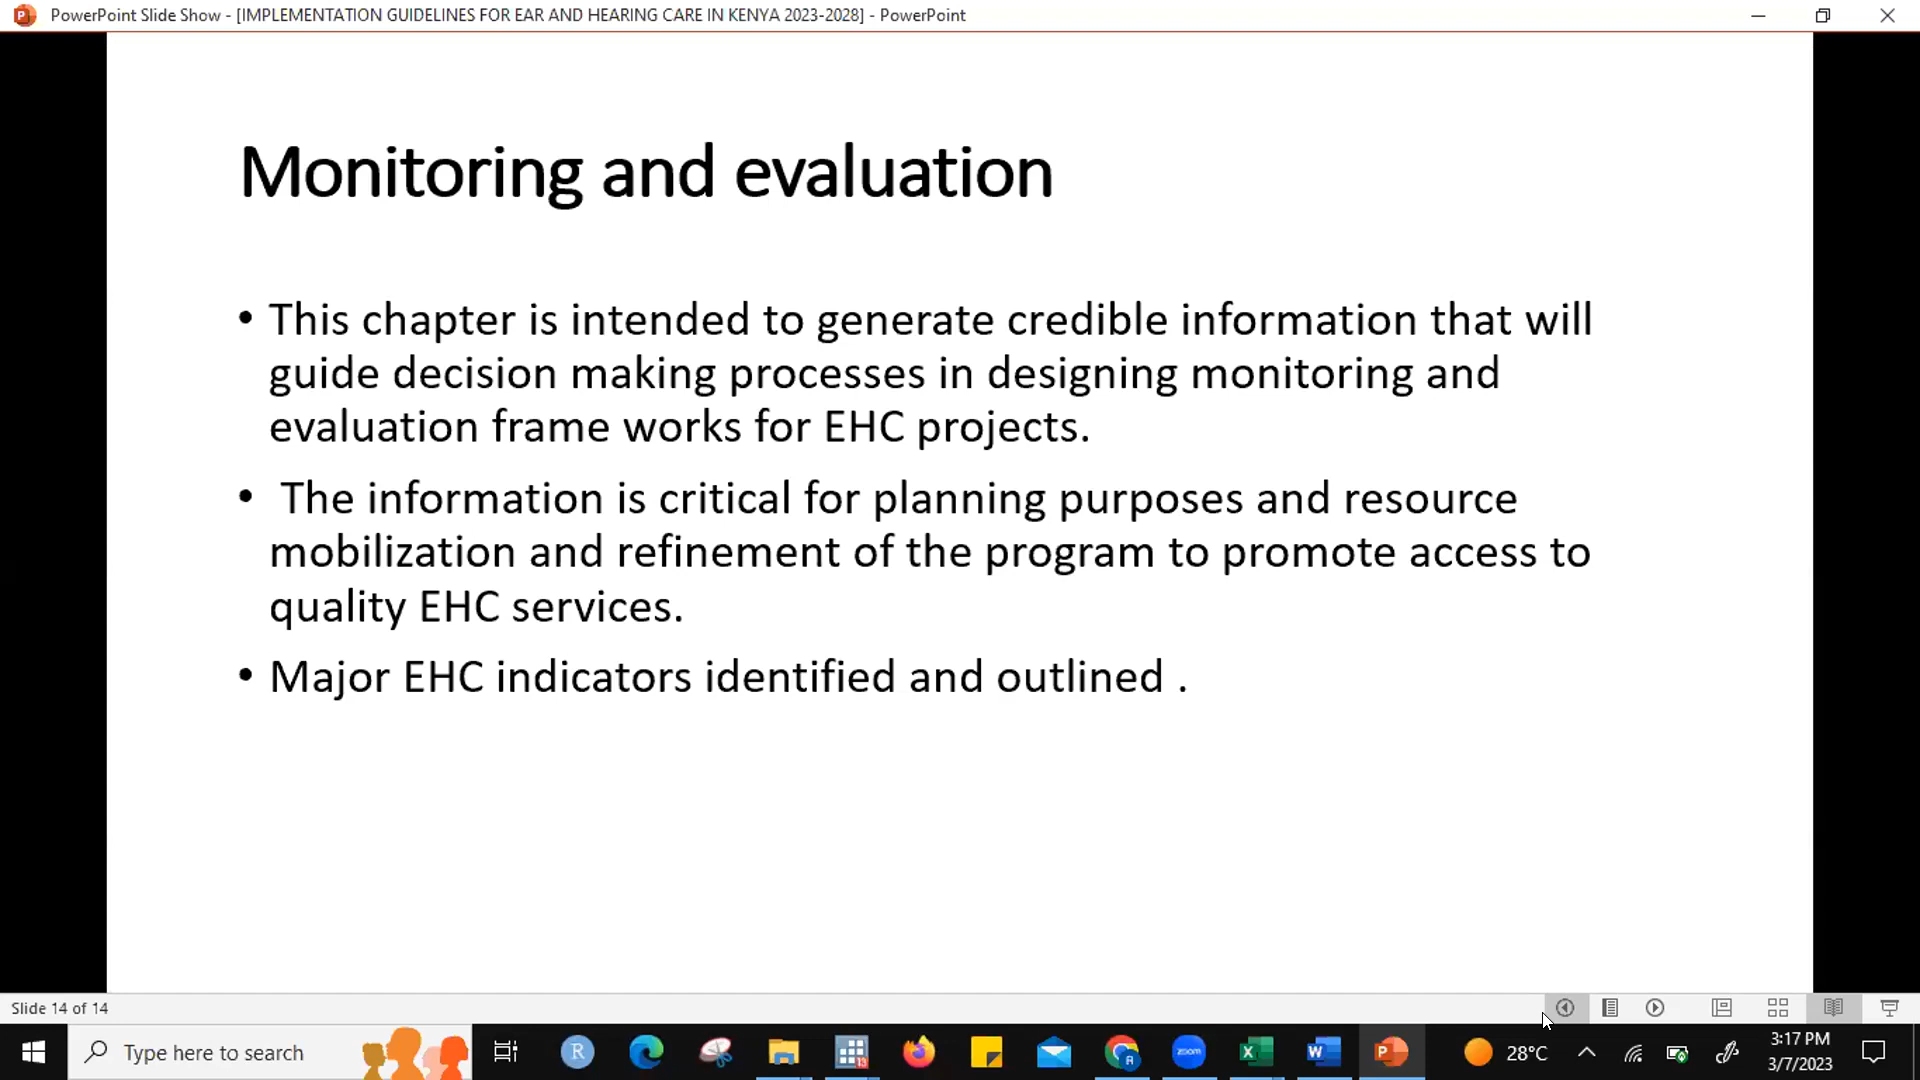 PowerPoint Slide Show - [IMPLEMENTATION GUIDELINES FOR EAR AND HEARING CARE IN KENYA 2023-2028] - PowerPoint
Monitoring and evaluation
• This chapter is intended to generate credible information that will
guide decision making processes in designing monitoring and
evaluation frame works for EHC projects.
• The information is critical for planning purposes and resource
mobilization and refinement of the program to promote access to
quality EHC services.
• Major EHC indicators identified and outlined .
Slide 14 of 14
Type here to search
R
13
R
zoom
X
W
P
28°C
3:17 PM
3/7/2023